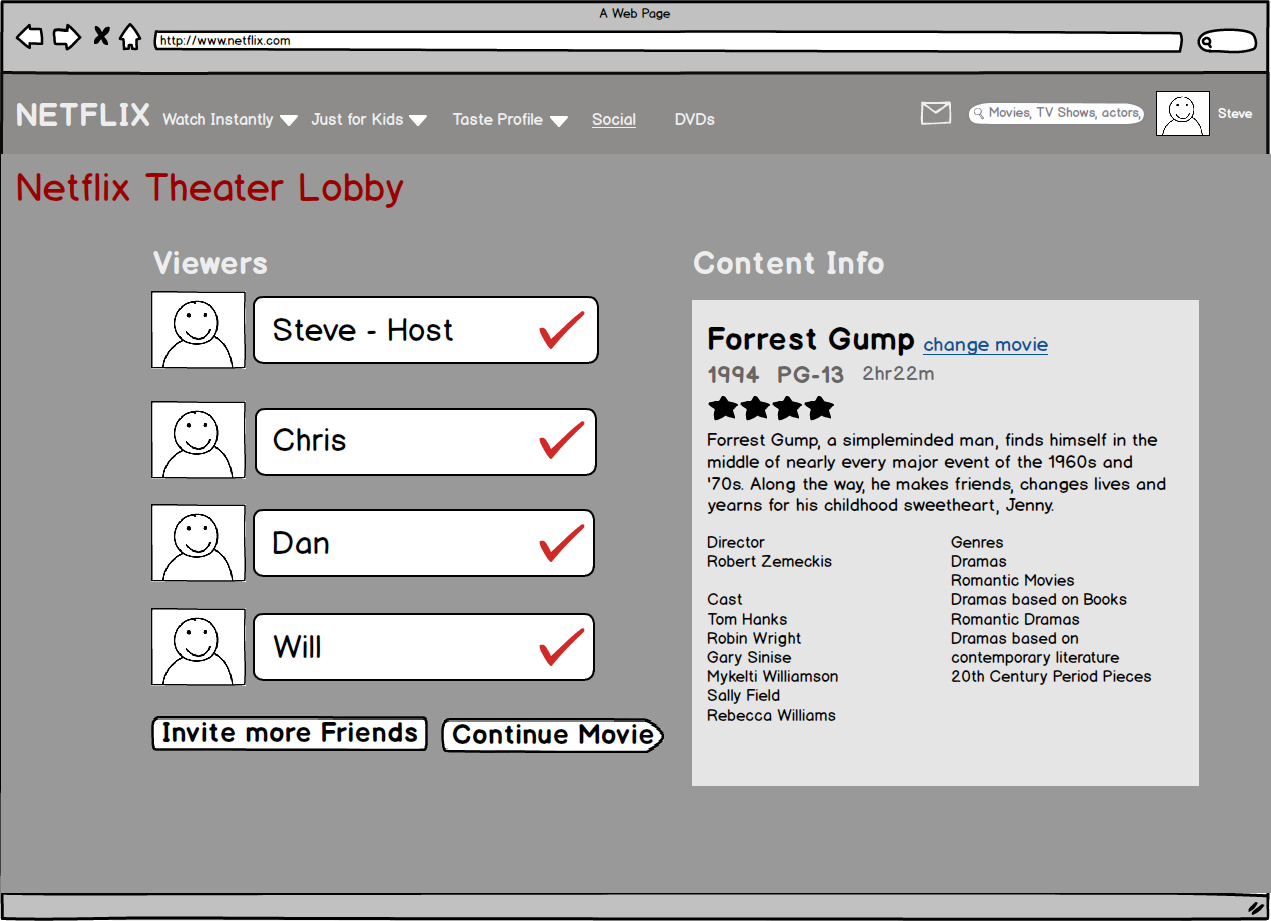 A Web Page
http://www.netflix.com
NETFLIX Watch Instantly Just for Kids Taste Profile Social DVDs Movies, TV Shows, actors, Steve
Netflix Theater Lobby
Viewers
Steve - Host
Chris
Dan
Will
Invite more Friends Continue Movie
Content Info
Forrest Gump change movie
1994 PG-13 2hr22m
Forrest Gump, a simpleminded man, finds himself in the
middle of nearly every major event of the 1960s and
'70s. Along the way, he makes friends, changes lives and
yearns for his childhood sweetheart, Jenny.
Director
Robert Zemeckis
Cast
Tom Hanks
Robin Wright
Gary Sinise
Mykelti Williamson
Sally Field
Rebecca Williams
Genres
Dramas
Romantic Movies
Dramas based on Books
Romantic Dramas
Dramas based on
contemporary literature
20th Century Period Pieces